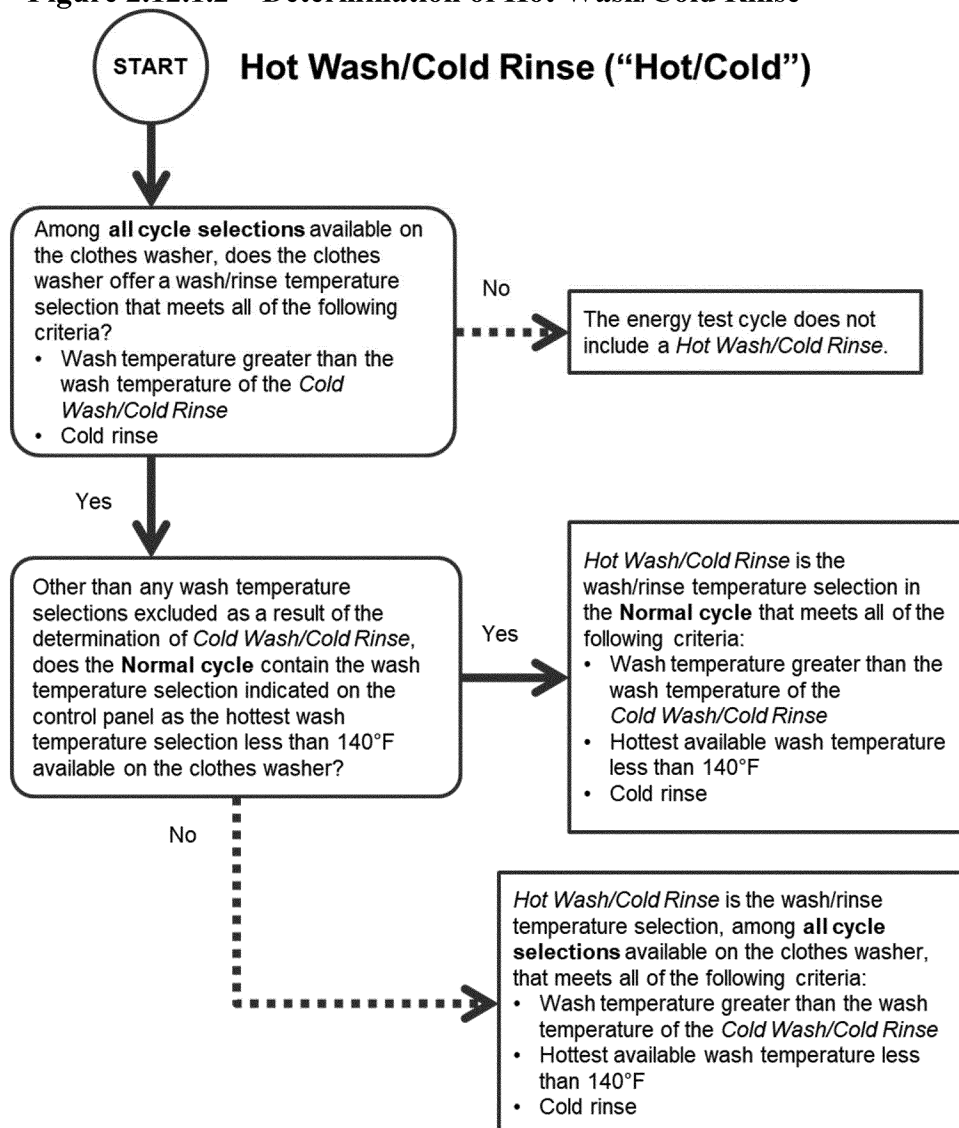 Figure 2.12.1.2 – Determination of Hot Wash/Cold Rinse
START
Hot Wash/Cold Rinse (“Hot/Cold”)
Among all cycle selections available on
the clothes washer, does the clothes
washer offer a wash/rinse temperature
selection that meets all of the following
criteria?
• Wash temperature greater than the
wash temperature of the Cold
Wash/Cold Rinse
• Cold rinse
No
The energy test cycle does not
include a Hot Wash/Cold Rinse.
Yes
Other than any wash temperature
selections excluded as a result of the
determination of Cold Wash/Cold Rinse,
does the Normal cycle contain the wash
temperature selection indicated on the
control panel as the hottest wash
temperature selection less than 140°F
available on the clothes washer?
Yes
Hot Wash/Cold Rinse is the
wash/rinse temperature selection in
the Normal cycle that meets all of the
following criteria:
• Wash temperature greater than the
wash temperature of the
Cold Wash/Cold Rinse
• Hottest available wash temperature
less than 140°F
• Cold rinse
No
Hot Wash/Cold Rinse is the wash/rinse
temperature selection, among all cycle
selections available on the clothes washer,
that meets all of the following criteria:
• Wash temperature greater than the wash
temperature of the Cold Wash/Cold Rinse
• Hottest available wash temperature less
than 140°F
• Cold rinse